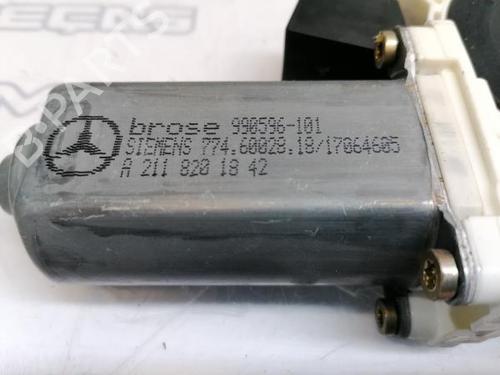 brose 990596-101
SIEMENS 774.60028.18/17064605
A 211 820 18 42
B-PARTS